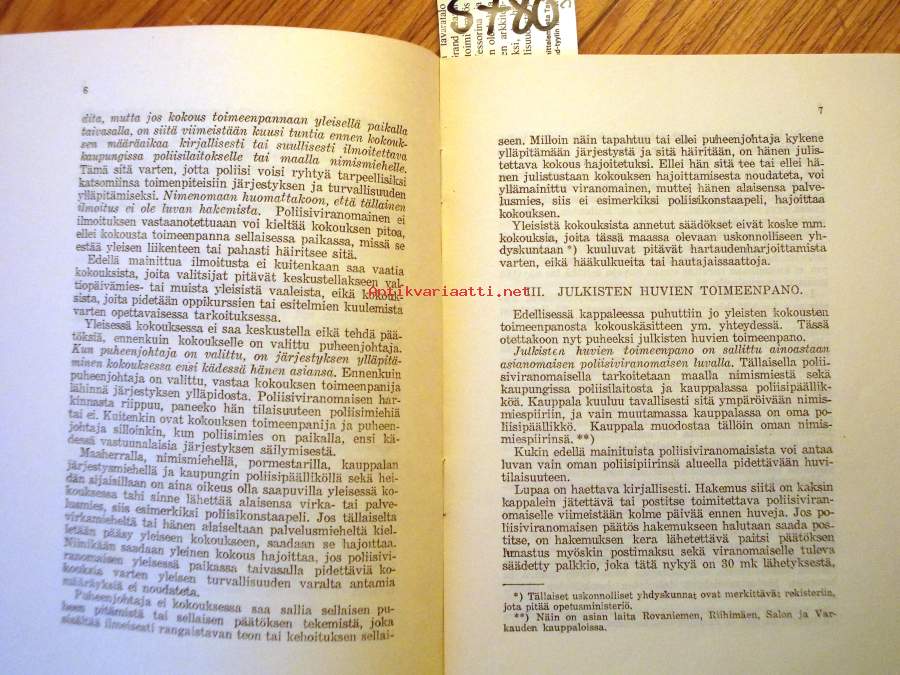 5780
6
dita, mutta jos kokous toimeenpannaan yleisellä paikalla
taivasalla, on siitä viimeistään kuusi tuntia ennen kokouk-
sen määräaikaa kirjallisesti tai suullisesti ilmoitettava
kaupungissa poliisilaitokselle tai maalla nimismiehelle.
Tämä sitä varten, jotta poliisi voisi ryhtyä tarpeellisiksi
katsomiinsa toimenpiteisiin järjestyksen ja turvallisuuden
ylläpitämiseksi. Nimenomaan huomattakoon, että tällainen
ilmoitus ei ole luvan hakemista. Poliisiviranomainen ei
ilmoituksen vastaanotettuaan voi kieltää kokouksen pitoa,
ellei kokousta toimeenpanna sellaisessa paikassa, missä se
estää yleisen liikenteen tai pahasti häiritsee sitä.
Edellä mainittua ilmoitusta ei kuitenkaan saa vaatia
kokouksista, joita valitsijat pitävät keskustellakseen val-
tiopäivämies- tai muista yleisistä vaaleista, eikä kokouk-
sista, joita pidetään oppikurssien tai esitelmien kuulemista
varten opettavaisessa tarkoituksessa.
Yleisessä kokouksessa ei saa keskustella eikä tehdä pää-
töksiä, ennenkuin kokoukselle on valittu puheenjohtaja.
Kun puheenjohtaja on valittu, on järjestyksen ylläpitä-
minen kokouksessa ensi kädessä hänen asiansa. Ennenkuin
puheenjohtaja on valittu, vastaa kokouksen toimeenpanija
lähinnä järjestyksen ylläpidosta. Poliisiviranomaisen har-
kinnasta riippuu, paneeko hän tilaisuuteen poliisimiehiä
tai ei. Kuitenkin ovat kokouksen toimeenpanija ja puheen-
johtaja silloinkin, kun poliisimies on paikalla, ensi kä-
dessä vastuunalaisia järjestyksen säilymisestä.
Maaherralla, nimismiehellä, pormestarilla, kauppalan
järjestysmiehellä ja kaupungin poliisipäälliköllä sekä hei-
dän sijaisillaan on aina oikeus olla saapuvilla yleisessä ko-
kouksessa tahi sinne lähettää alaisensa virka- tai palve-
lusmies, siis esimerkiksi poliisikonstaapeli. Jos tällaiselta
virkamieheltä tai hänen alaiseltaan palvelusmieheltä kiel-
letään pääsy yleiseen kokoukseen, saadaan se hajoittaa.
Niinikään saadaan yleinen kokous hajoittaa, jos poliisivi-
ranomaisen yleisessä paikassa taivasalla pidettäviä ko-
kouksia varten yleisen turvallisuuden varalta antamia
määräyksiä ei noudateta.
Puheenjohtaja ei kokouksessa saa sallia sellaisen pu-
heen pitämistä tai sellaisen päätöksen tekemistä, joka
sisältää ilmeisesti rangaistavan teon tai kehoituksen sellai-
7
seen. Milloin näin tapahtuu tai ellei puheenjohtaja kykene
ylläpitämään järjestystä ja sitä häiritään, on hänen julis-
tettava kokous hajoitetuksi. Ellei hän sitä tee tai ellei hä-
nen julistustaan kokouksen hajoittamisesta noudateta, voi
yllämainittu viranomainen, muttei hänen alaisensa palve-
lusmies, siis ei esimerkiksi poliisikonstaapeli, hajoittaa
kokouksen.
Yleisistä kokouksista annetut säädökset eivät koske mm.
kokouksia, joita tässä maassa olevaan uskonnolliseen yh-
dyskuntaan*) kuuluvat pitävät hartaudenharjoittamista
varten, eikä hääkulkueita tai hautajaissaattoja.
III. JULKISTEN HUVIEN TOIMEENPANO.
Edellisessä kappaleessa puhuttiin jo yleisten kokousten
toimeenpanosta kokouskäsitteen ym. yhteydessä. Tässä
otettakoon nyt puheeksi julkisten huvien toimeenpano.
Julkisten huvien toimeenpano on sallittu ainoastaan
asianomaisen poliisiviranomaisen luvalla. Tällaisella polii-
siviranomaisella tarkoitetaan maalla nimismiestä sekä
kaupungissa poliisilaitosta ja kauppalassa poliisipäällik-
köä. Kauppala kuuluu tavallisesti sitä ympäröivään nimis-
miespiiriin, ja vain muutamassa kauppalassa on oma
poliisipäällikkö. Kauppala muodostaa tällöin oman nimis-
miespiirinsä. **)
Kukin edellä mainituista poliisiviranomaisista voi antaa
luvan vain oman poliisipiirinsä alueella pidettävään huvi-
tilaisuuteen.
Lupaa on haettava kirjallisesti. Hakemus siitä on kaksin
kappalein jätettävä tai postitse toimitettava poliisiviran-
omaiselle viimeistään kolme päivää ennen huveja. Jos po-
liisiviranomaisen päätös hakemukseen halutaan saada pos-
titse, on hakemuksen kera lähetettävä paitsi päätöksen
lunastus myöskin postimaksu sekä viranomaiselle tuleva
säädetty palkkio, joka tätä nykyä on 30 mk lähetyksestä,
*) Tällaiset uskonnolliset yhdyskunnat ovat merkittävät rekisteriin,
jota pitää opetusministeriö.
**) Näin on asian laita Rovaniemen, Riihimäen, Salon ja Var-
kauden kauppaloissa.
Antikvariaatti.net